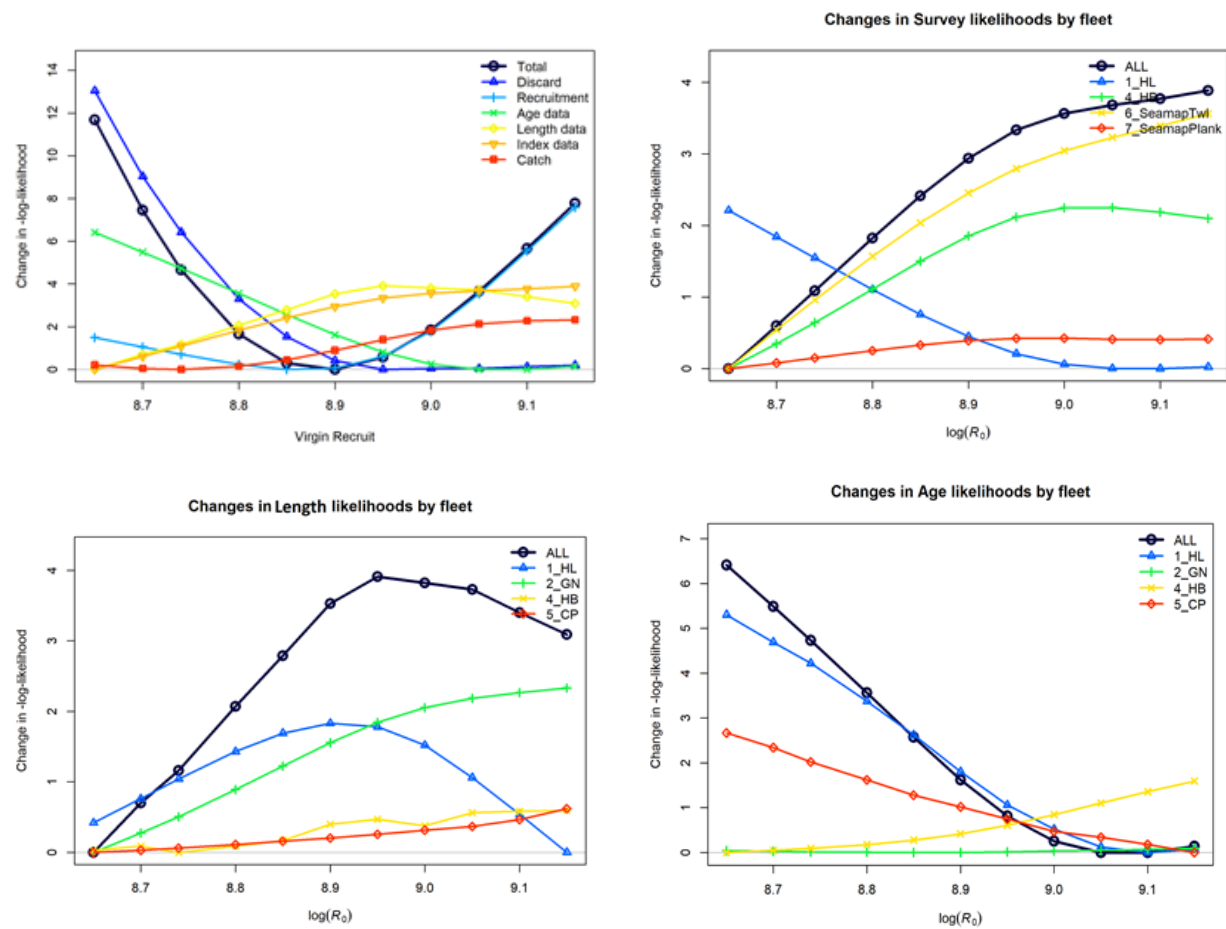 Total
Discard
Recruitment
Age data
Length data
Index data
Catch
Change in -log-likelihood
14
12
10
8
6
4
2
0
8.7 8.8 8.9 9.0 9.1
Virgin Recruit
Changes in Survey likelihoods by fleet
ALL
1_HL
4_HB
6_SeamapTwl
7_SeamapPlank
Change in -log-likelihood
4
3
2
1
0
8.7 8.8 8.9 9.0 9.1
log(R₀)
Changes in Length likelihoods by fleet
ALL
1_HL
2_GN
4_HB
5_CP
Change in -log-likelihood
4
3
2
1
0
8.7 8.8 8.9 9.0 9.1
log(R₀)
Changes in Age likelihoods by fleet
ALL
1_HL
2_GN
4_HB
5_CP
Change in -log-likelihood
7
6
5
4
3
2
1
0
8.7 8.8 8.9 9.0 9.1
log(R₀)